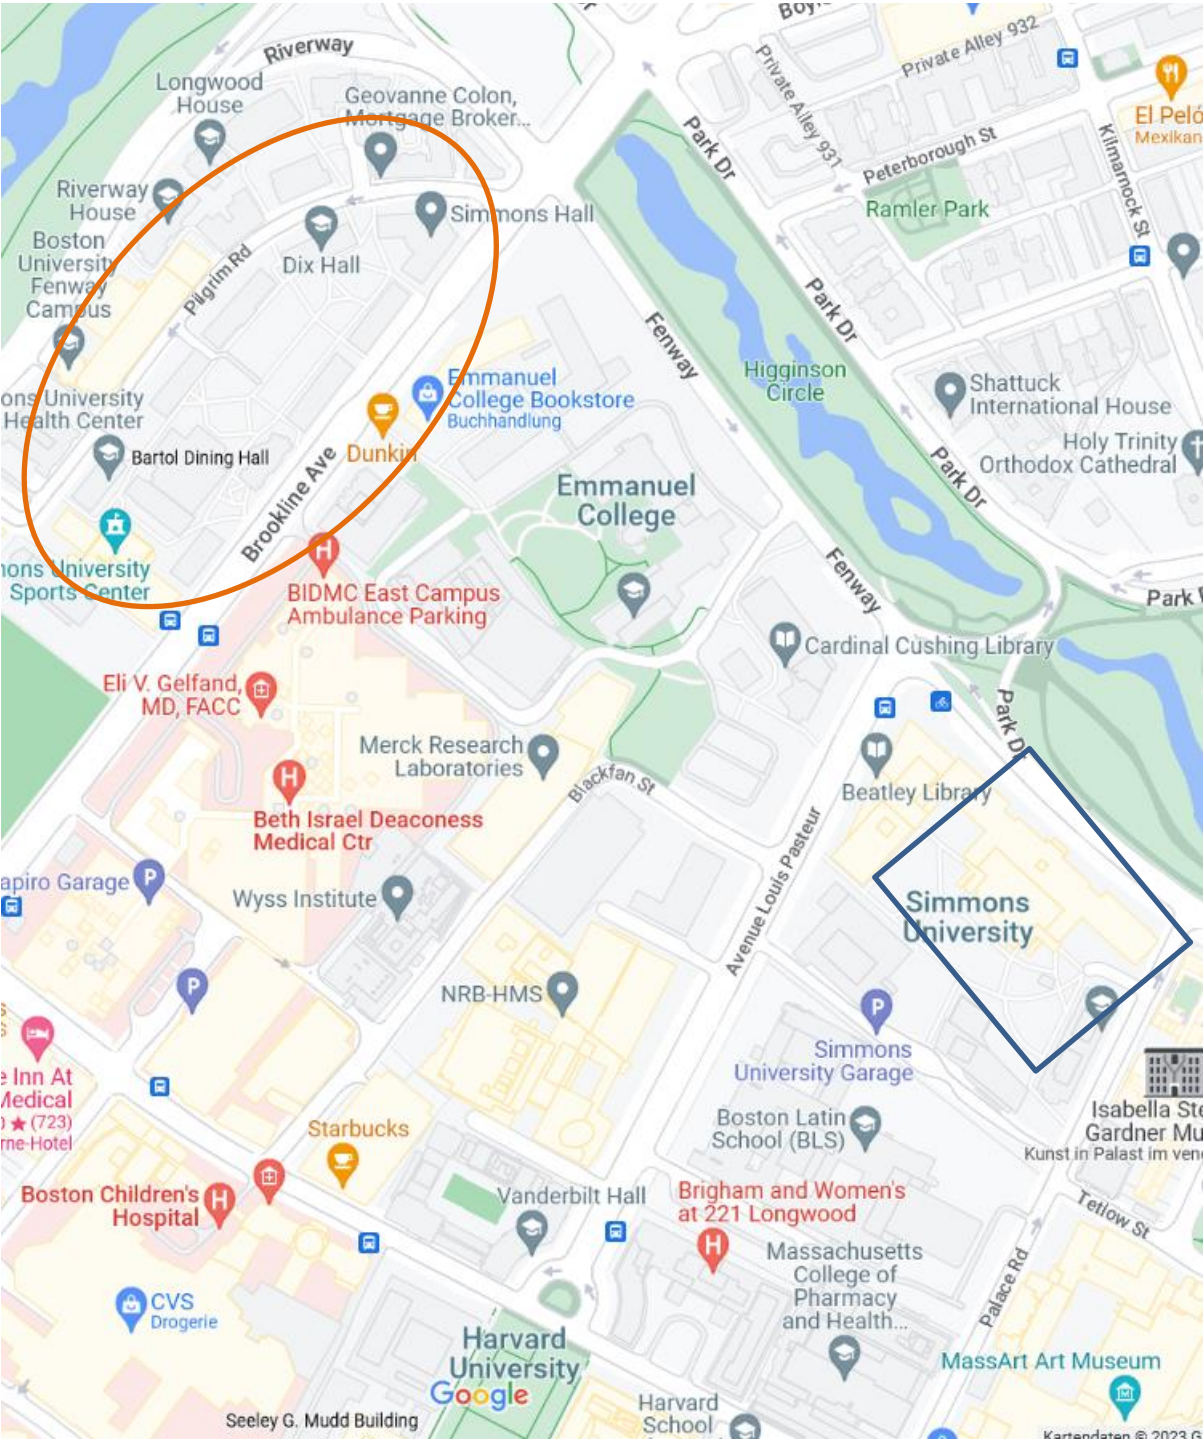 Riverway
Boyl
Private Alley 932
Longwood
House
Geovanne Colon,
Mortgage Broker...
Park Dr
Private Alley 931
El Peló
Mexikan
Peterborough St
Kilmarnock St
Riverway
House
Simmons Hall
Ramler Park
Boston
University
Fenway
Campus
Dix Hall
Pilgrim Rd
Park Dr
Fenway
Higginson
Circle
Shattuck
International House
Emmanuel
College Bookstore
Buchhandlung
ons University
Health Center
Holy Trinity
Orthodox Cathedral
Dunkin
Bartol Dining Hall
Brookline Ave
Park Dr
Emmanuel
College
H
Fenway
ons University
Sports Center
BIDMC East Campus
Ambulance Parking
Park
Cardinal Cushing Library
Eli V. Gelfand,
MD, FACC
Park Dr
Merck Research
Laboratories
Blackfan St
Beatley Library
H
Beth Israel Deaconess
Medical Ctr
Avenue Louis Pasteur
apiro Garage
P
Wyss Institute
Simmons
University
P
NRB-HMS
P
Simmons
University Garage
e Inn At
Medical
(723)
rne-Hotel
Isabella Ste
Gardner Mu
Kunst in Palast im vene
Starbucks
Boston Latin
School (BLS)
Boston Children's
Hospital
H
Vanderbilt Hall
Brigham and Women's
at 221 Longwood
H
Tetlow St
Palace Rd
Massachusetts
College of
Pharmacy
and Health...
CVS
Drogerie
Harvard
University
MassArt Art Museum
Google
Harvard
School
Seeley G. Mudd Building
Kartendaten © 2023 G